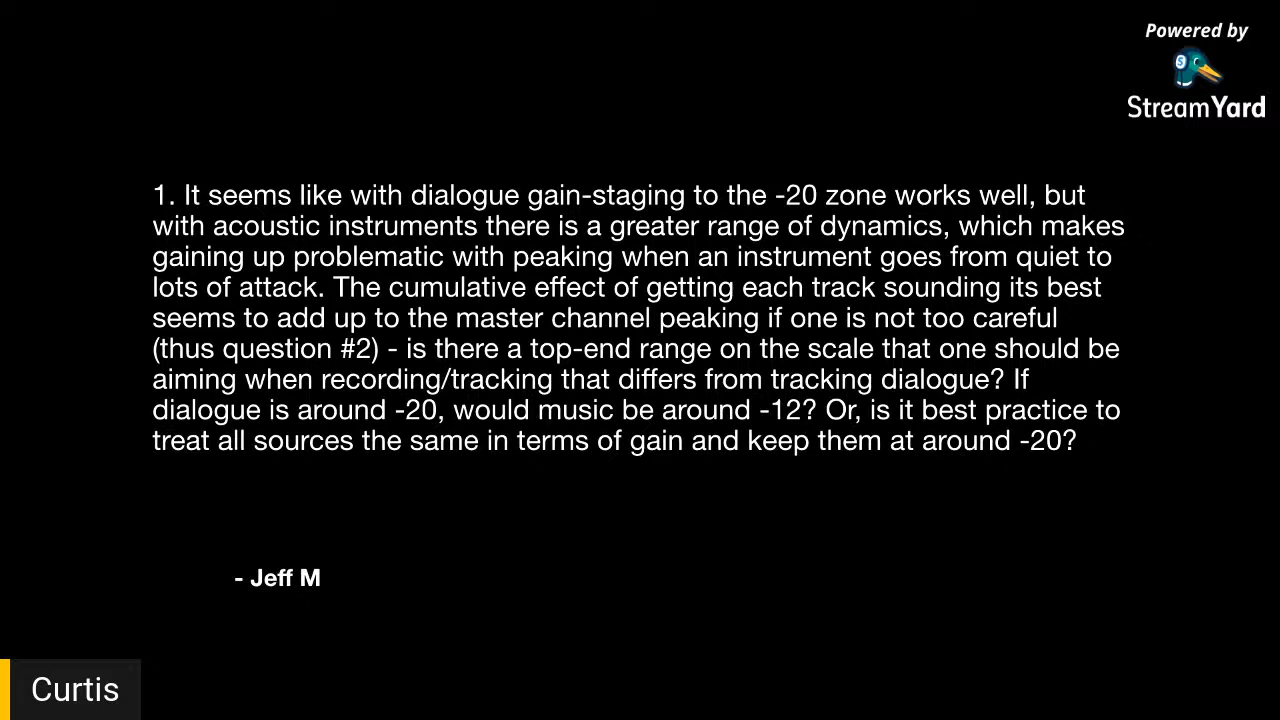 Powered by
StreamYard
1. It seems like with dialogue gain-staging to the -20 zone works well, but
with acoustic instruments there is a greater range of dynamics, which makes
gaining up problematic with peaking when an instrument goes from quiet to
lots of attack. The cumulative effect of getting each track sounding its best
seems to add up to the master channel peaking if one is not too careful
(thus question #2) - is there a top-end range on the scale that one should be
aiming when recording/tracking that differs from tracking dialogue? If
dialogue is around -20, would music be around -12? Or, is it best practice to
treat all sources the same in terms of gain and keep them at around -20?
- Jeff M
Curtis